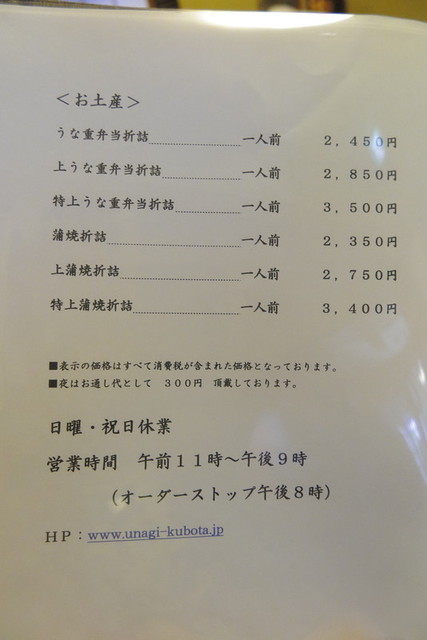 ＜お土産＞
うな重弁当折詰 一人前 ２，４５０円
上うな重弁当折詰 一人前 ２，８５０円
特上うな重弁当折詰 一人前 ３，５００円
蒲焼折詰 一人前 ２，３５０円
上蒲焼折詰 一人前 ２，７５０円
特上蒲焼折詰 一人前 ３，４００円
■表示の価格はすべて消費税が含まれた価格となっております。
■夜はお通し代として　３００円　頂戴しております。
日曜・祝日休業
営業時間　午前１１時～午後９時
（オーダーストップ午後８時）
ＨＰ：www.unagi-kubota.jp